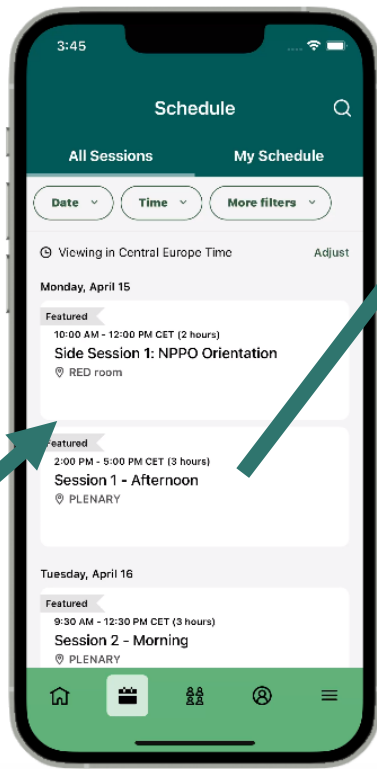 3:45
Schedule
All Sessions
My Schedule
Date
Time
More filters
Viewing in Central Europe Time
Adjust
Monday, April 15
Featured
10:00 AM - 12:00 PM CET (2 hours)
Side Session 1: NPPO Orientation
RED room
Featured
2:00 PM - 5:00 PM CET (3 hours)
Session 1 - Afternoon
PLENARY
Tuesday, April 16
Featured
9:30 AM - 12:30 PM CET (3 hours)
Session 2 - Morning
PLENARY